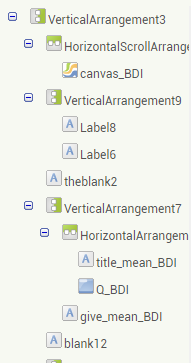 VerticalArrangement3
HorizontalScrollArrange
canvas_BDI
VerticalArrangement9
Label8
Label6
theblank2
VerticalArrangement7
HorizontalArrangem
title_mean_BDI
Q_BDI
give_mean_BDI
blank12